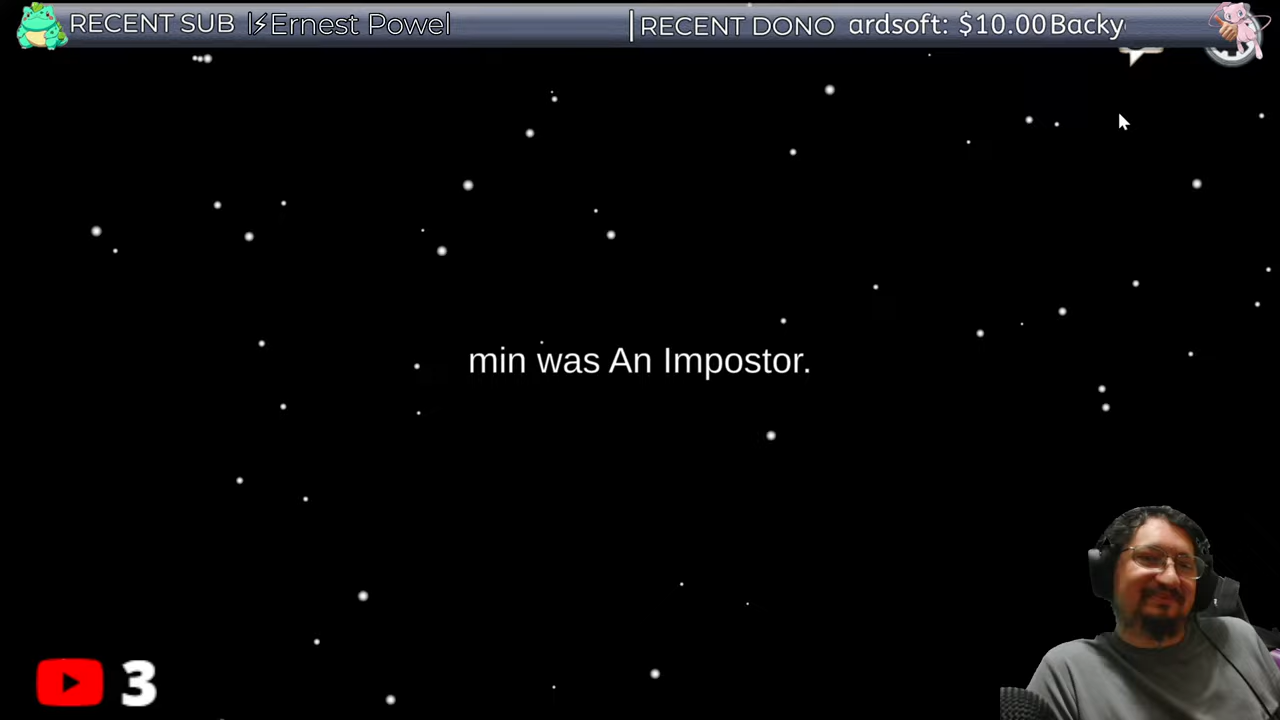 RECENT SUB l⚡Ernest Powel
|RECENT DONO ardsoft: $10.00 Backy
min was An Impostor.
3